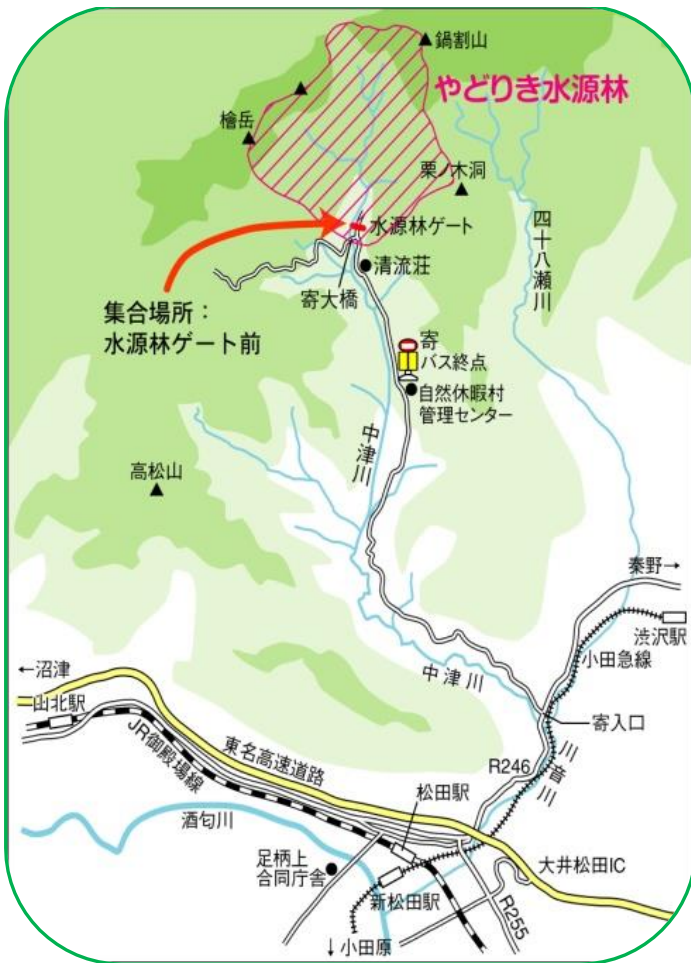 鍋割山
やどりき水源林
檜岳
栗ノ木洞
水源林ゲート
四十八瀬川
清流荘
寄大橋
集合場所：
水源林ゲート前
寄
バス終点
自然休暇村
管理センター
中津川
高松山
秦野→
渋沢駅
小田急線
←沼津
中津川
山北駅
寄入口
JR御殿場線
東名高速道路
R246
川音川
松田駅
酒匂川
足柄上
合同庁舎
大井松田IC
新松田駅
R255
↓小田原